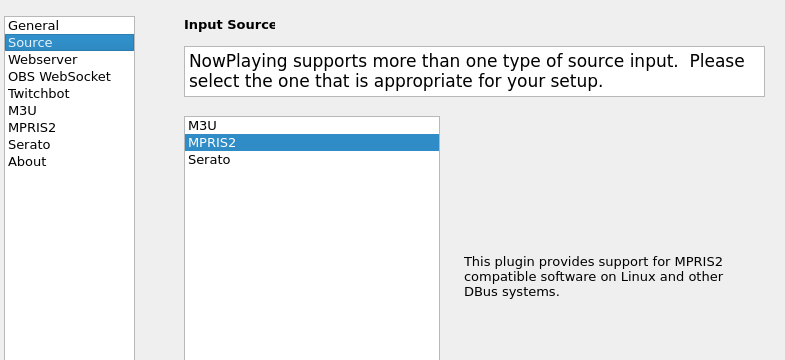 General
Source
Webserver
OBS WebSocket
Twitchbot
M3U
MPRIS2
Serato
About
Input Source
NowPlaying supports more than one type of source input.  Please
select the one that is appropriate for your setup.
M3U
MPRIS2
Serato
This plugin provides support for MPRIS2
compatible software on Linux and other
DBus systems.